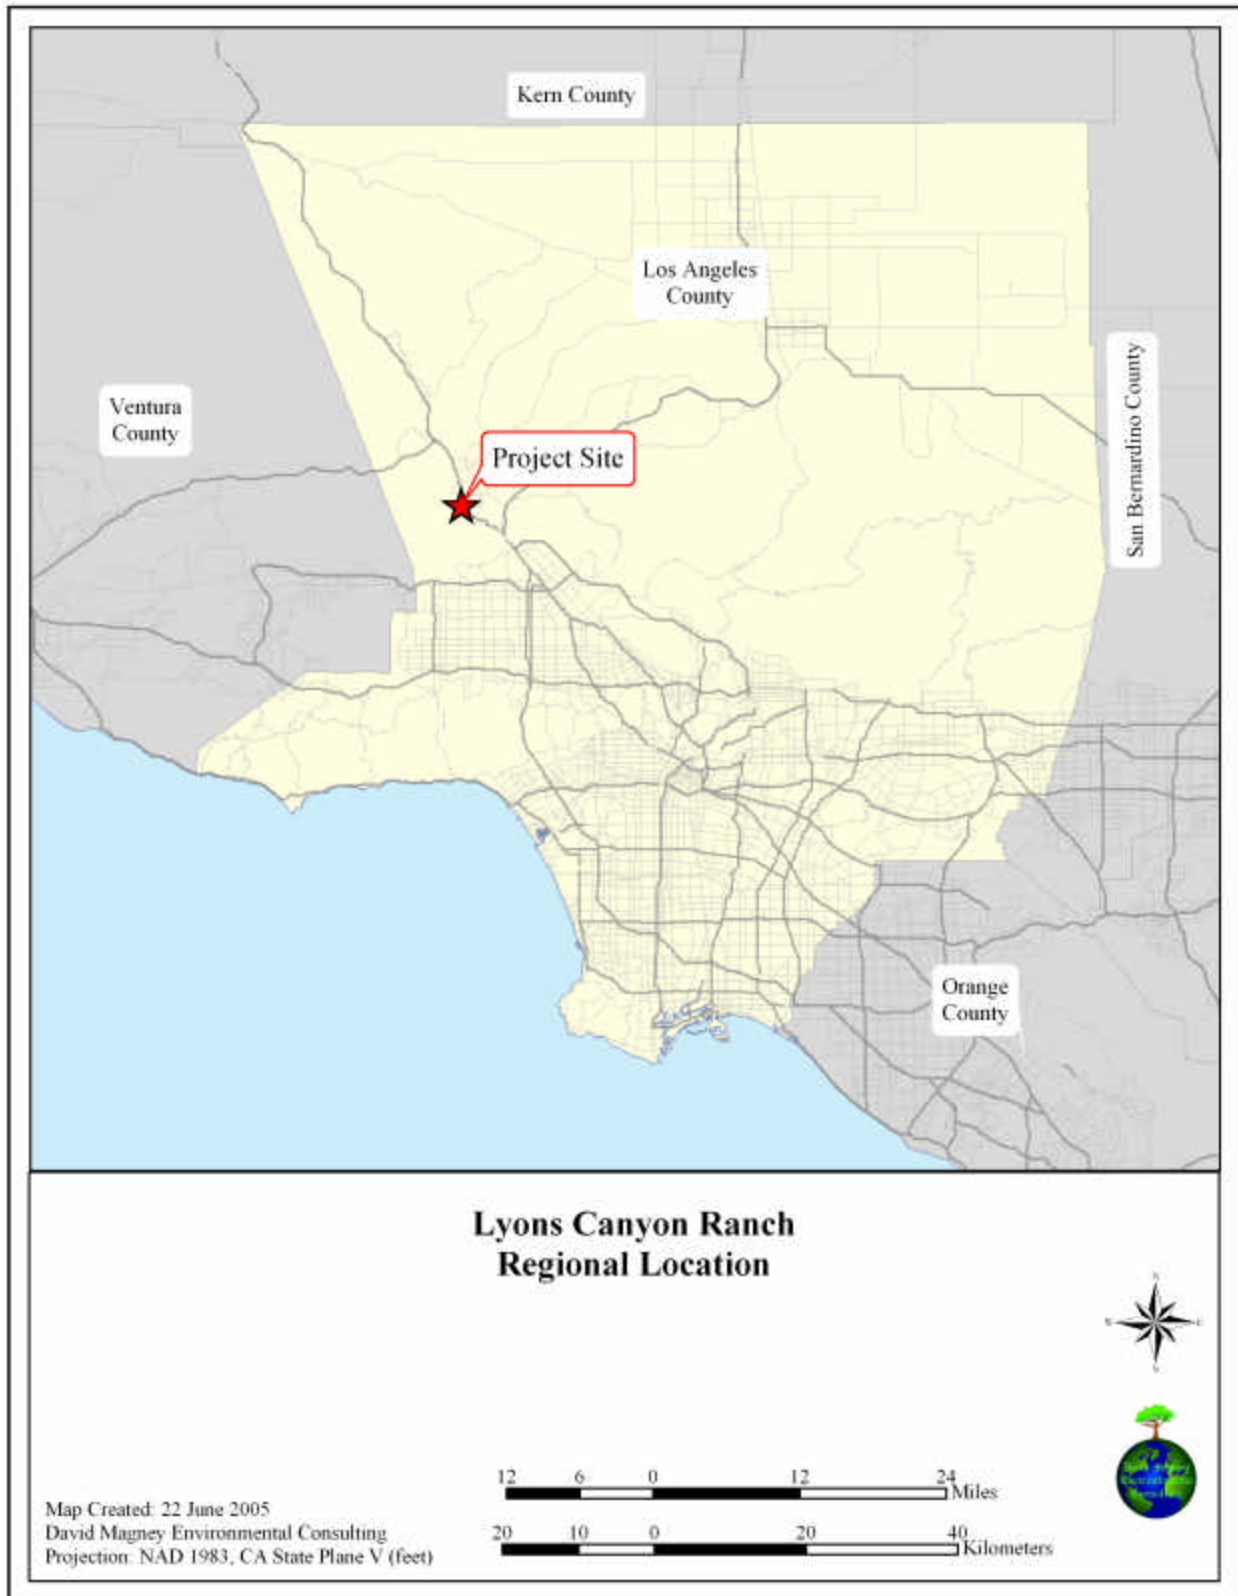 Kern County
Los Angeles
County
San Bernardino County
Ventura
County
Project Site
Orange
County
Lyons Canyon Ranch
Regional Location
N
S
12 6 0 12 24
Miles
20 10 0 20 40
Kilometers
Map Created: 22 June 2005
David Magney Environmental Consulting
Projection: NAD 1983, CA State Plane V (feet)